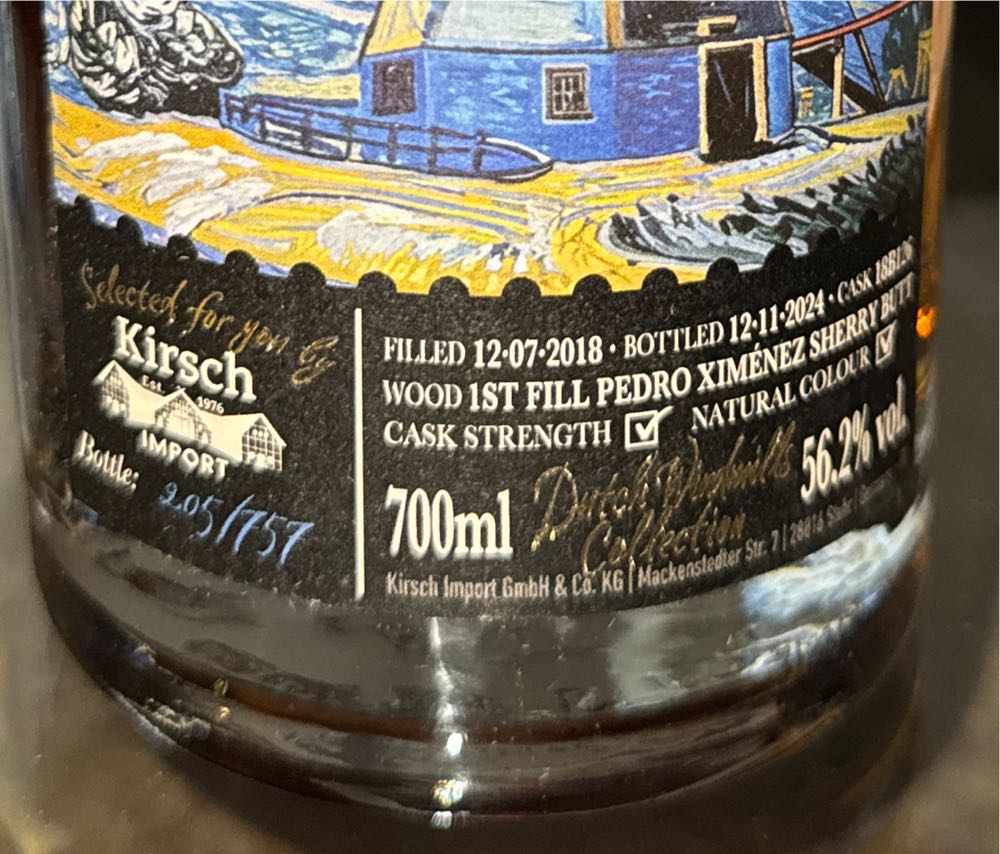 Selected for you by
Kirsch
Est. 1976
IMPORT
Bottle: 205/757
FILLED 12·07·2018 · BOTTLED 12·11·2024 · CASK 18B126
WOOD 1ST FILL PEDRO XIMÉNEZ SHERRY BUTT
CASK STRENGTH ☑ NATURAL COLOUR ☑
700ml
Dutch Windmills
Collection
56.2% vol.
Kirsch Import GmbH & Co. KG | Mackenstedter Str. 7 | 28816